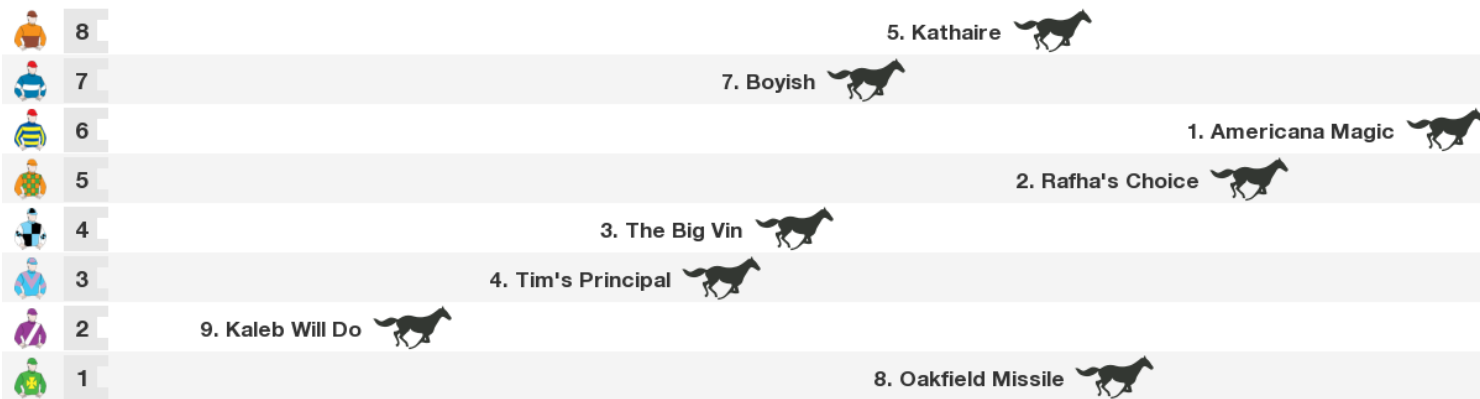 8 5. Kathaire
7 7. Boyish
6 1. Americana Magic
5 2. Rafha's Choice
4 3. The Big Vin
3 4. Tim's Principal
2 9. Kaleb Will Do
1 8. Oakfield Missile